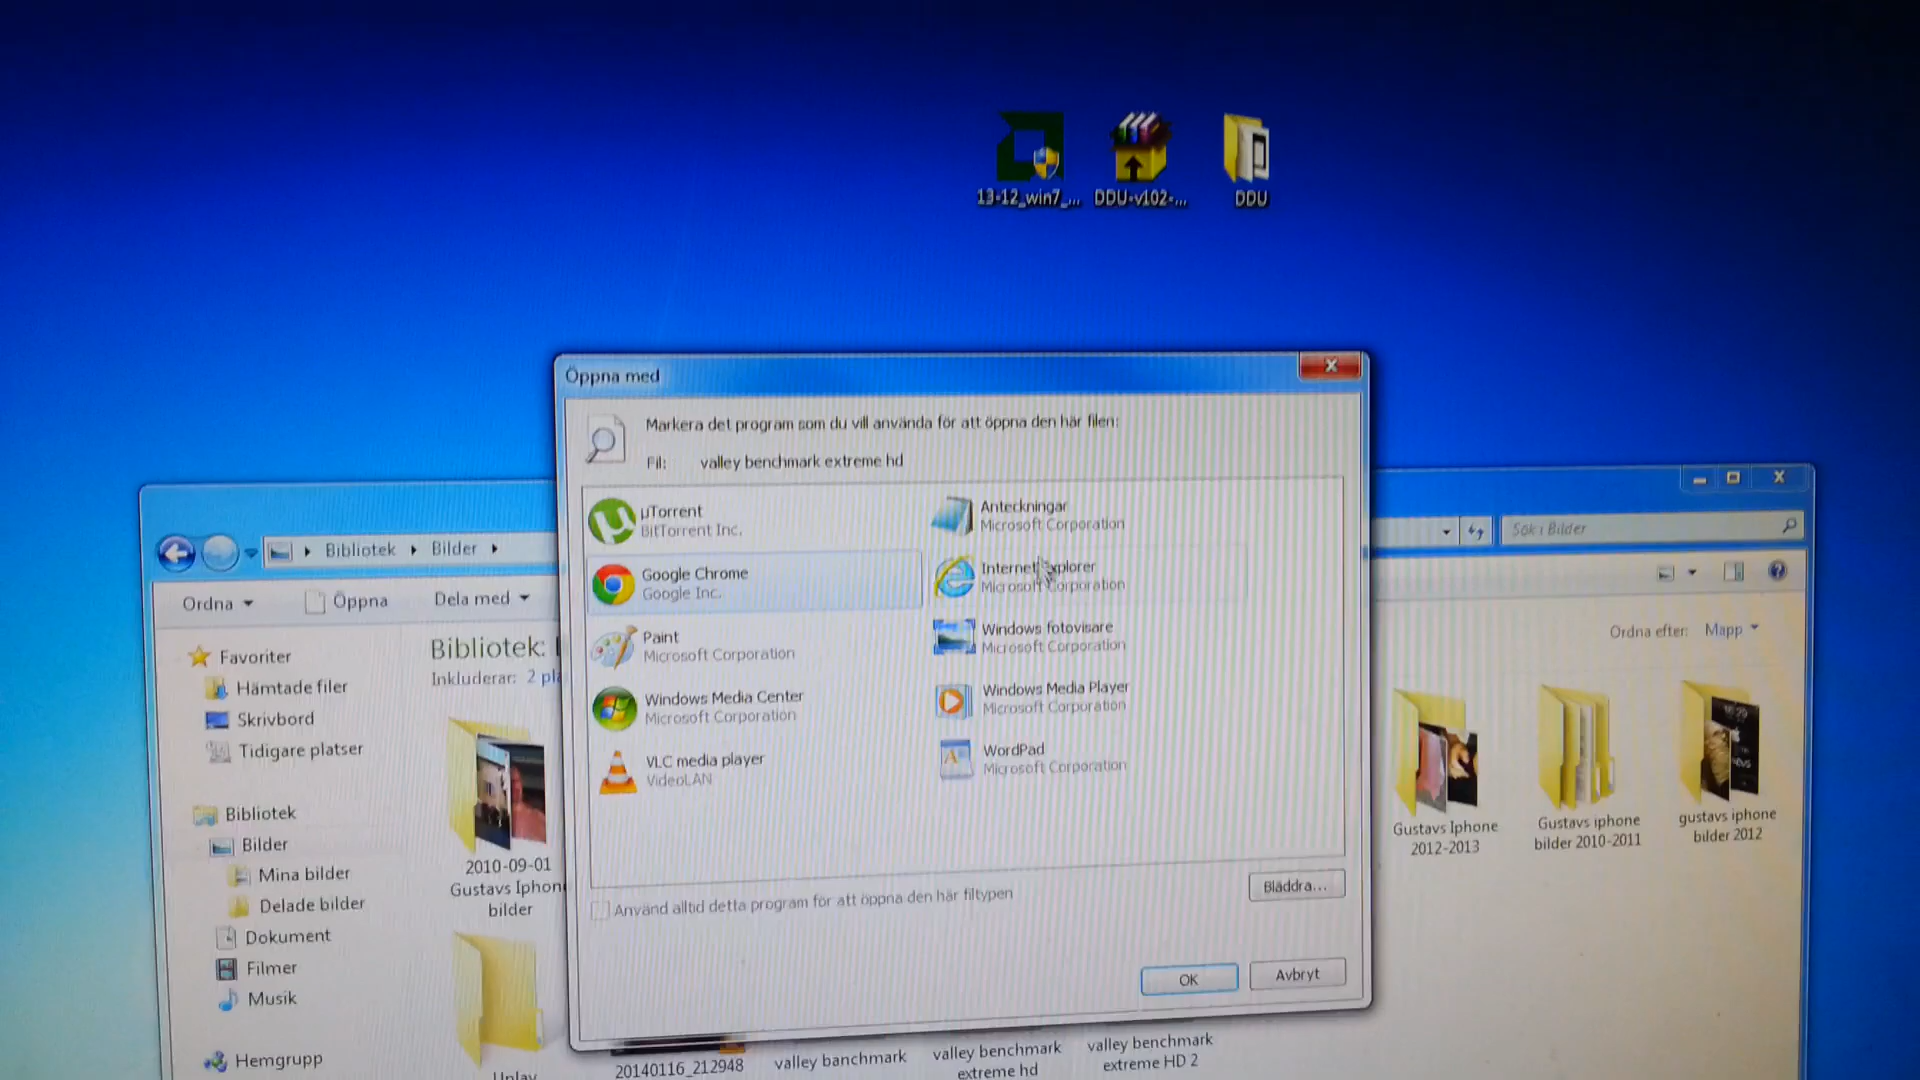 13-12_win7_...
DDU-v102-...
DDU
Öppna med
Markera det program som du vill använda för att öppna den här filen:
Fil: valley benchmark extreme hd
µTorrent
BitTorrent Inc.
Google Chrome
Google Inc.
Paint
Microsoft Corporation
Windows Media Center
Microsoft Corporation
VLC media player
VideoLAN
Anteckningar
Microsoft Corporation
Internet Explorer
Microsoft Corporation
Windows fotovisare
Microsoft Corporation
Windows Media Player
Microsoft Corporation
WordPad
Microsoft Corporation
Använd alltid detta program för att öppna den här filtypen
Bläddra...
OK
Avbryt
Bibliotek
Bilder
Sök i Bilder
Ordna
Öppna
Dela med
Bibliotek:
Inkluderar: 2
Ordna efter: Mapp
Favoriter
Hämtade filer
Skrivbord
Tidigare platser
Bibliotek
Bilder
Mina bilder
Delade bilder
Dokument
Filmer
Musik
Hemgrupp
2010-09-01
Gustavs Iphone
bilder
Gustavs Iphone
2012-2013
Gustavs iphone
bilder 2010-2011
gustavs iphone
bilder 2012
Uplay
20140116_212948
valley banchmark
valley benchmark
extreme hd
valley benchmark
extreme HD 2